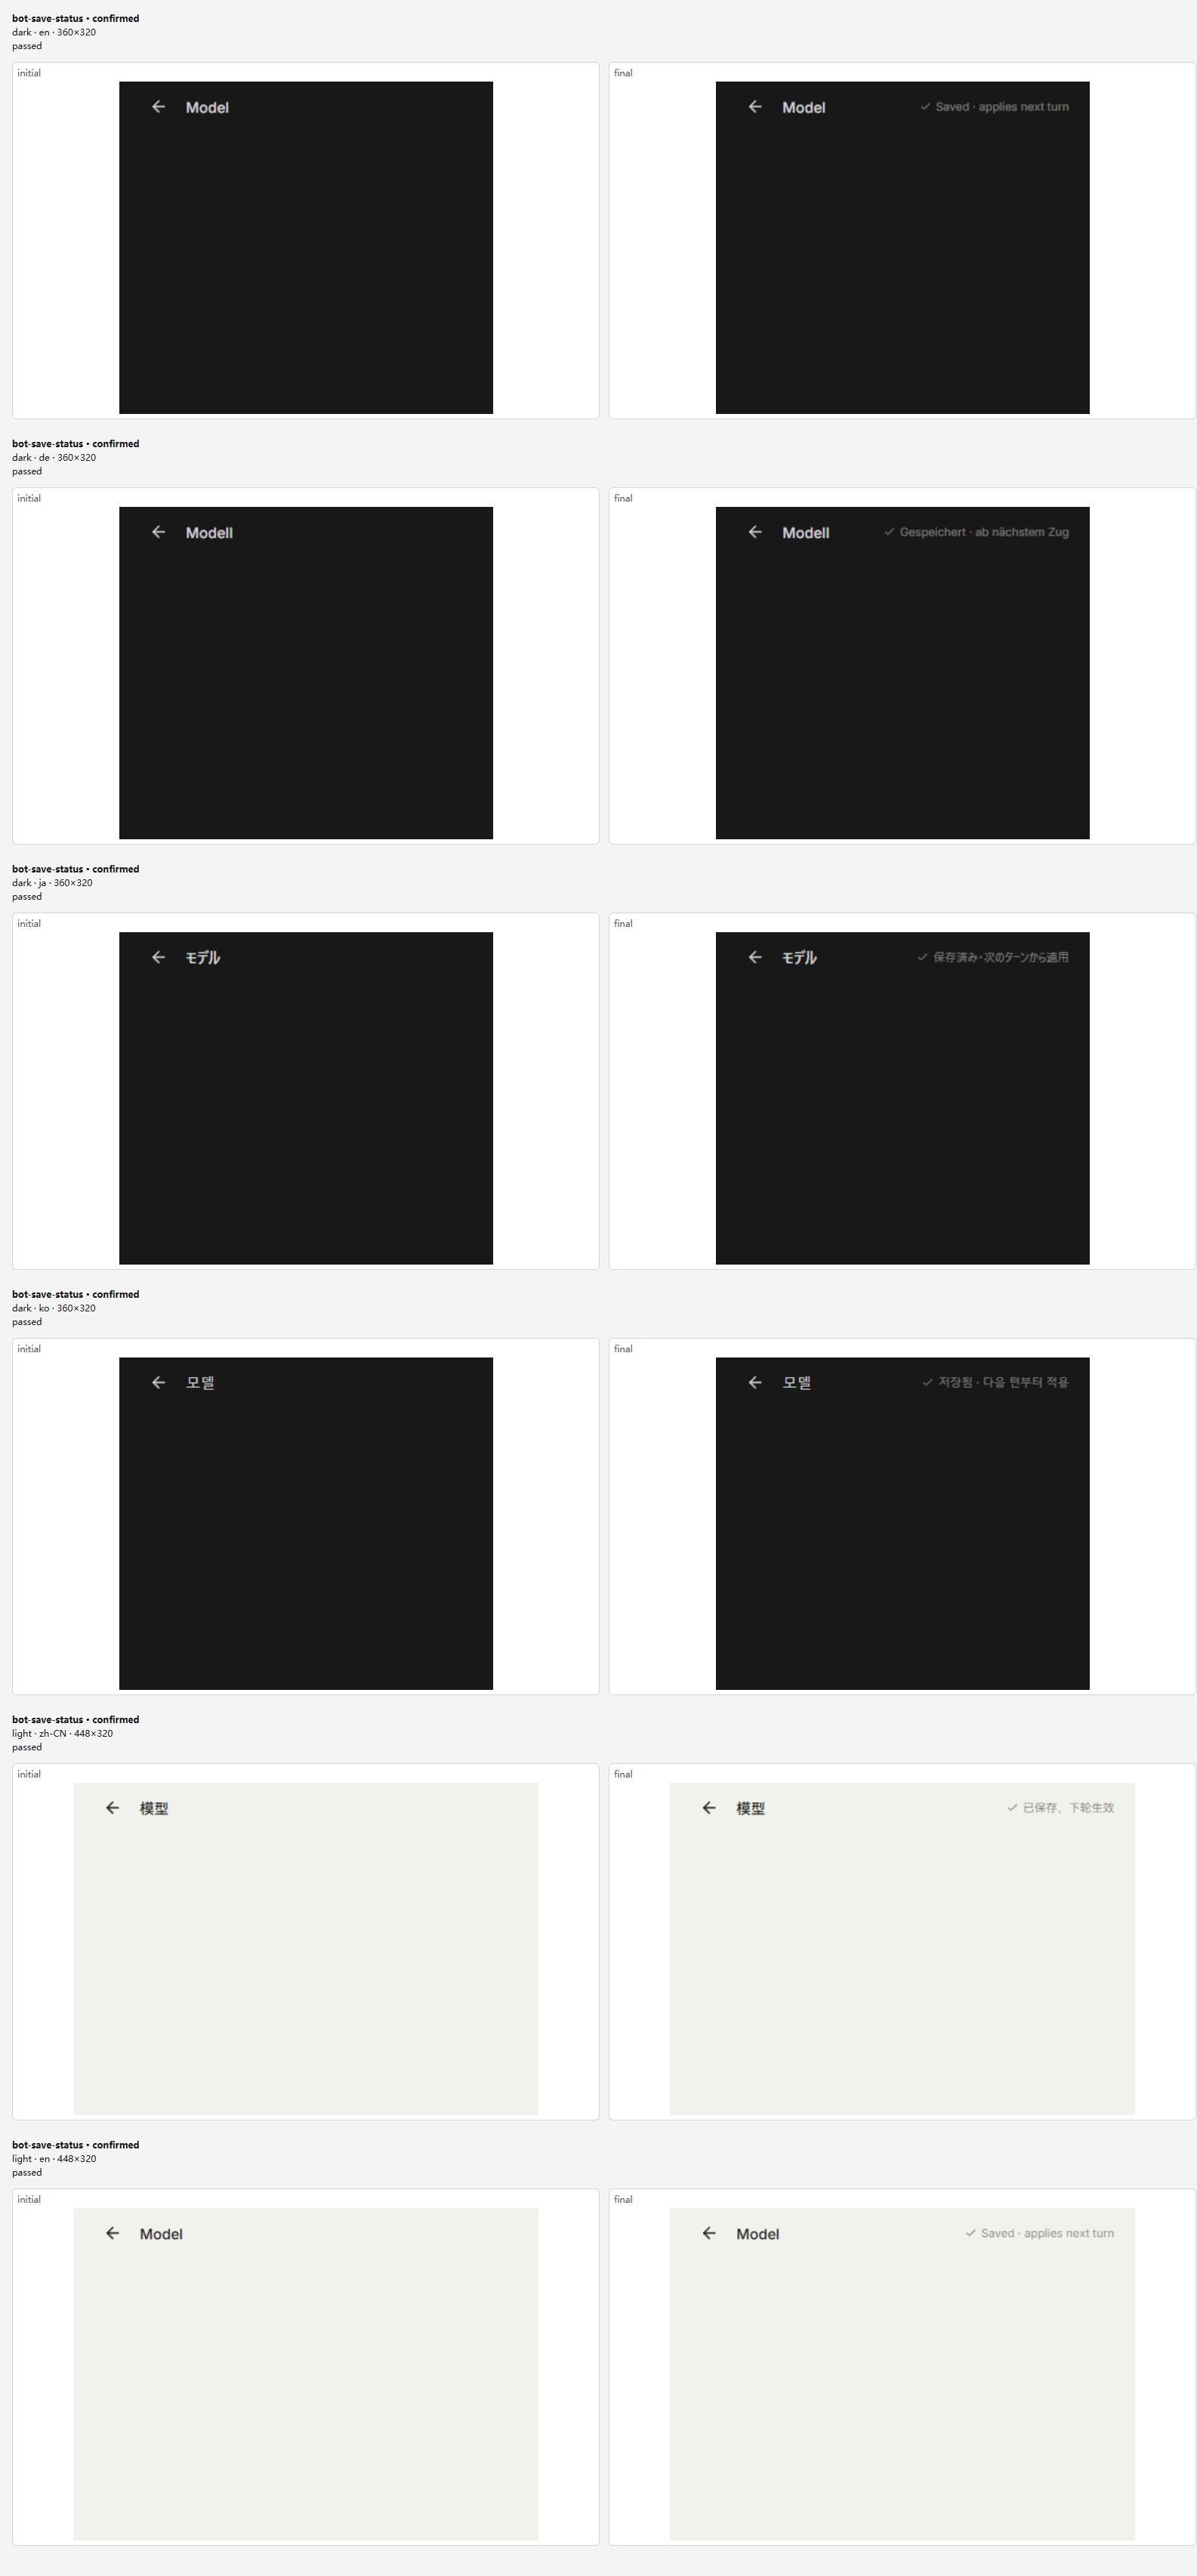 bot-save-status • confirmed
dark · en · 360×320
passed
initial
← Model
final
← Model ✓ Saved · applies next turn
bot-save-status • confirmed
dark · de · 360×320
passed
initial
← Modell
final
← Modell ✓ Gespeichert · ab nächstem Zug
bot-save-status • confirmed
dark · ja · 360×320
passed
initial
← モデル
final
← モデル ✓ 保存済み・次のターンから適用
bot-save-status • confirmed
dark · ko · 360×320
passed
initial
← 모델
final
← 모델 ✓ 저장됨 · 다음 턴부터 적용
bot-save-status • confirmed
light · zh-CN · 448×320
passed
initial
← 模型
final
← 模型 ✓ 已保存，下轮生效
bot-save-status • confirmed
light · en · 448×320
passed
initial
← Model
final
← Model ✓ Saved · applies next turn